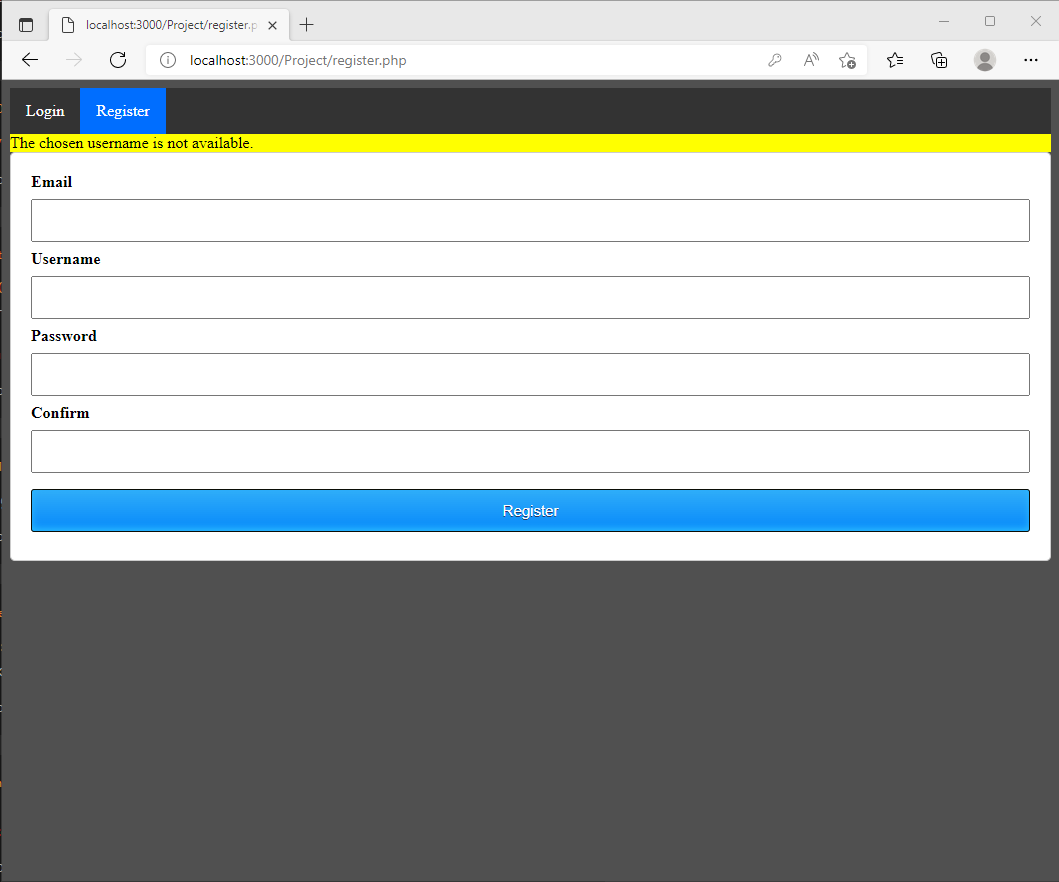 localhost:3000/Project/register.p
localhost:3000/Project/register.php
Login Register
The chosen username is not available.
Email
Username
Password
Confirm
Register